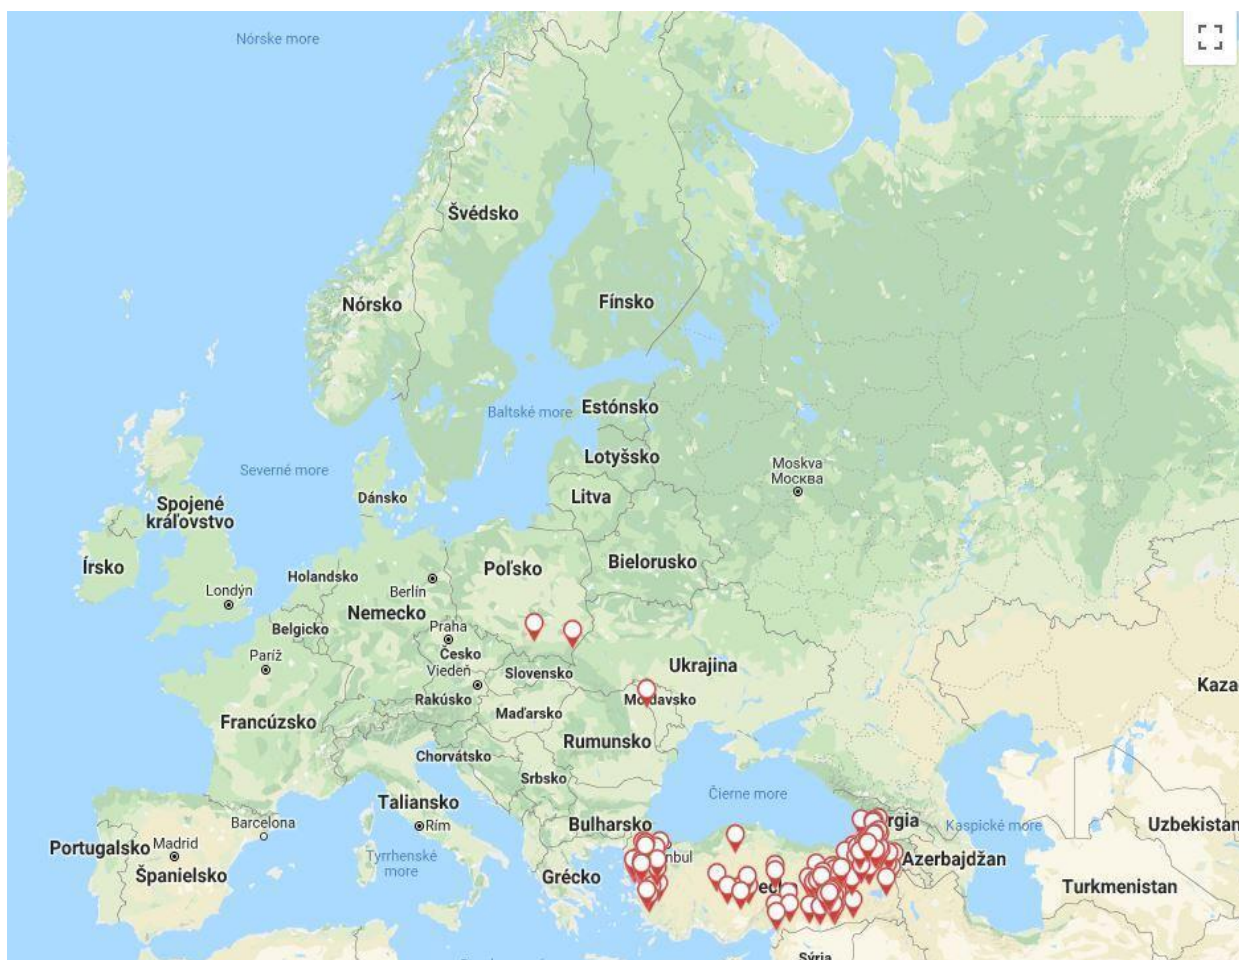 Nórske more
Švédsko
Nórsko
Fínsko
Baltské more
Estónsko
Severné more
Lotyšsko
Moskva
Москва
Dánsko
Litva
Spojené
kráľovstvo
Írsko
Holandsko
Berlín
Poľsko
Bielorusko
Londýn
Nemecko
Belgicko
Praha
Česko
Paríž
Viedeň
Slovensko
Ukrajina
Rakúsko
Maďarsko
Kaza
Francúzsko
Rumunsko
Chorvátsko
Srbsko
Čierne more
Taliansko
Rím
Barcelona
Bulharsko
rgia
Kaspické more
Uzbekistan
Portugalsko
Madrid
Tyrrhenské
more
nbul
Azerbajdžan
Španielsko
Grécko
Turkmenistan
Sýria